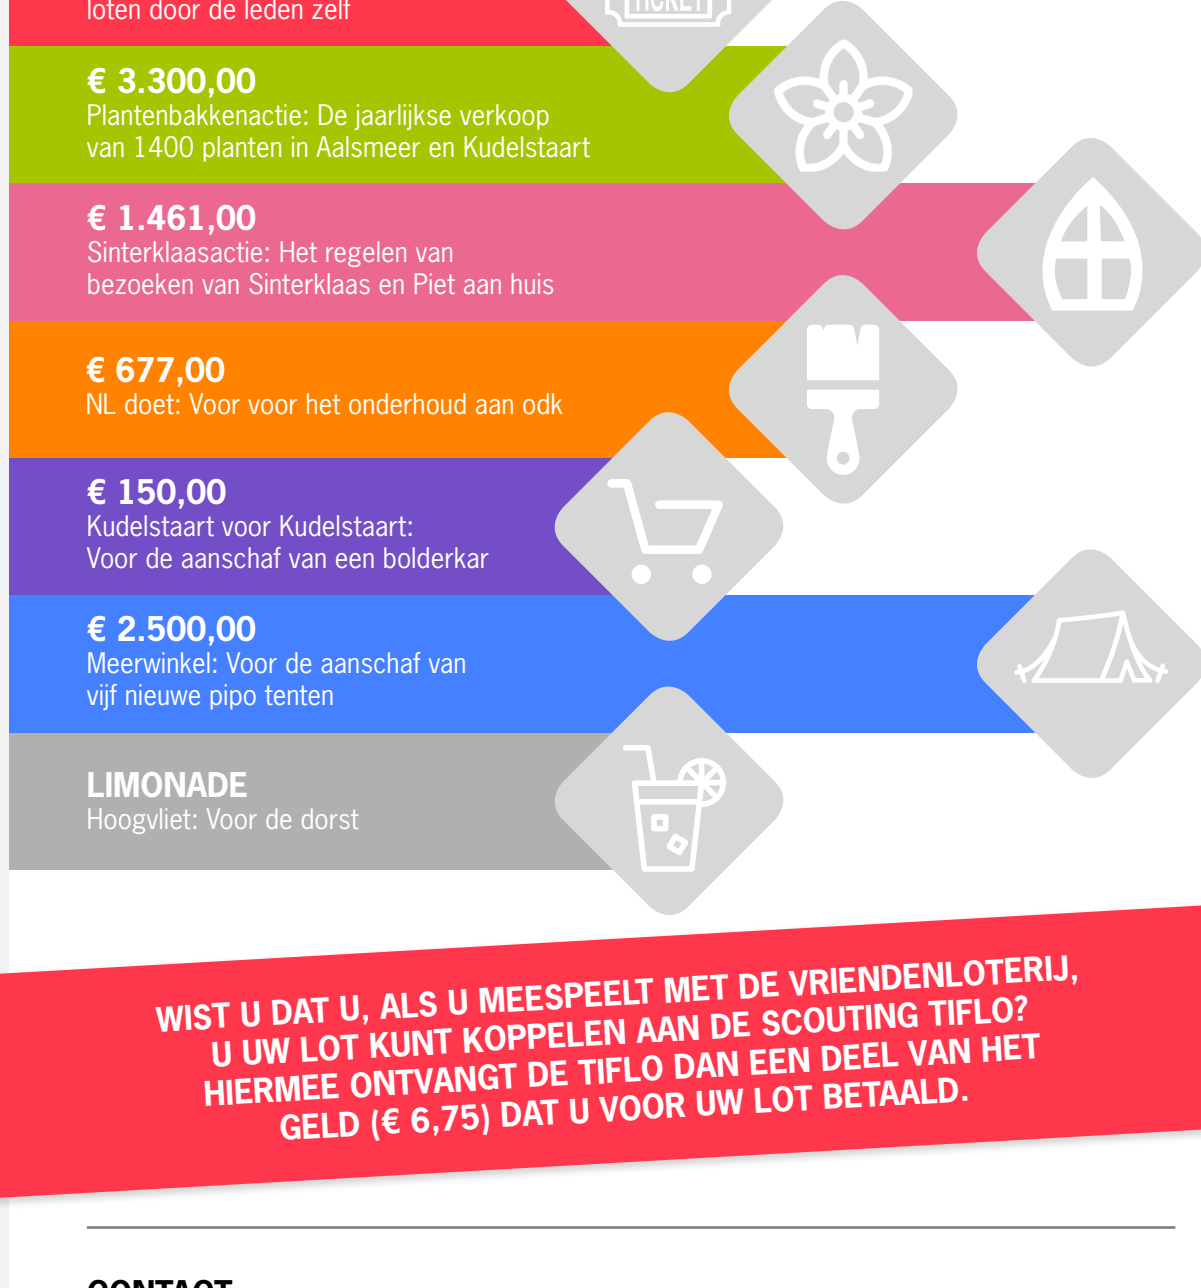 loten door de leden zelf
TICKET
€ 3.300,00
Plantenbakkenactie: De jaarlijkse verkoop
van 1400 planten in Aalsmeer en Kudelstaart
€ 1.461,00
Sinterklaasactie: Het regelen van
bezoeken van Sinterklaas en Piet aan huis
€ 677,00
NL doet: Voor voor het onderhoud aan odk
€ 150,00
Kudelstaart voor Kudelstaart:
Voor de aanschaf van een bolderkar
€ 2.500,00
Meerwinkel: Voor de aanschaf van
vijf nieuwe pipo tenten
LIMONADE
Hoogvliet: Voor de dorst
WIST U DAT U, ALS U MEESPEELT MET DE VRIENDENLOTERIJ,
U UW LOT KUNT KOPPELEN AAN DE SCOUTING TIFLO?
HIERMEE ONTVANGT DE TIFLO DAN EEN DEEL VAN HET
GELD (€ 6,75) DAT U VOOR UW LOT BETAALD.
CONTACT